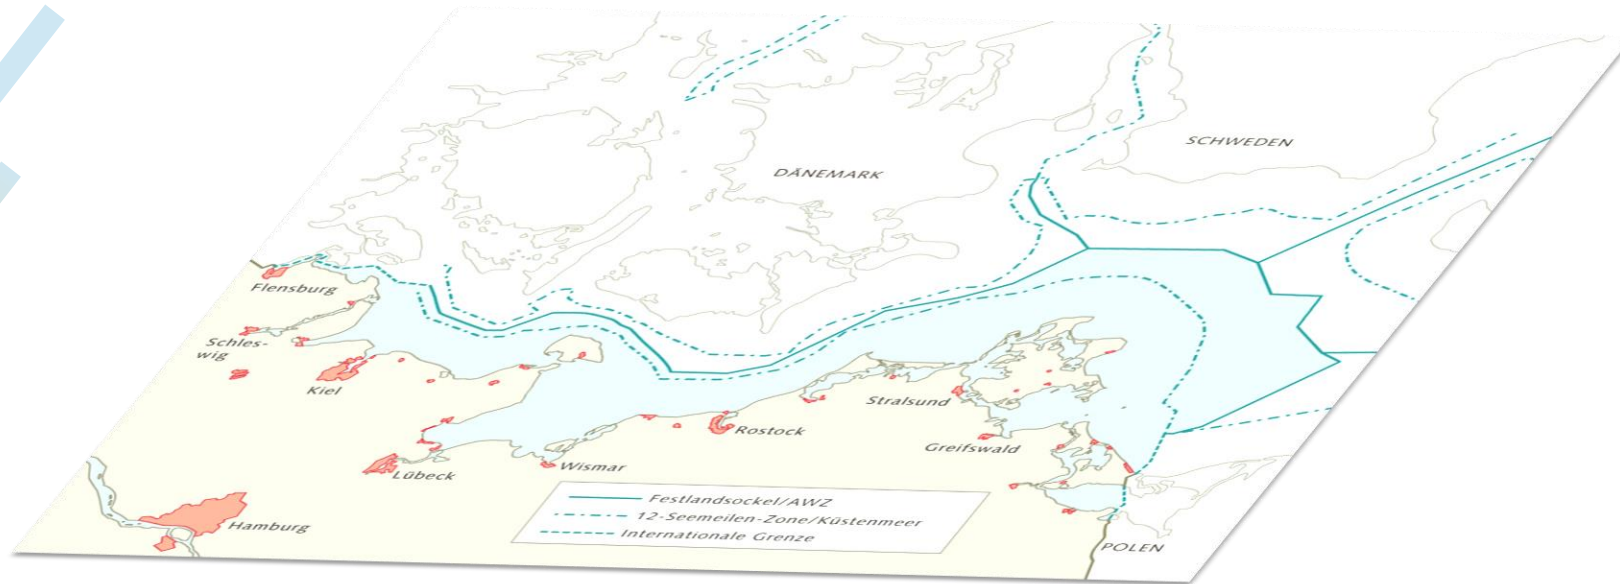 SCHWEDEN
DÄNEMARK
Flensburg
Schles-
wig
Kiel
Stralsund
Rostock
Greifswald
Lübeck
Wismar
Festlandsockel/AWZ
12-Seemeilen-Zone/Küstenmeer
Internationale Grenze
Hamburg
POLEN